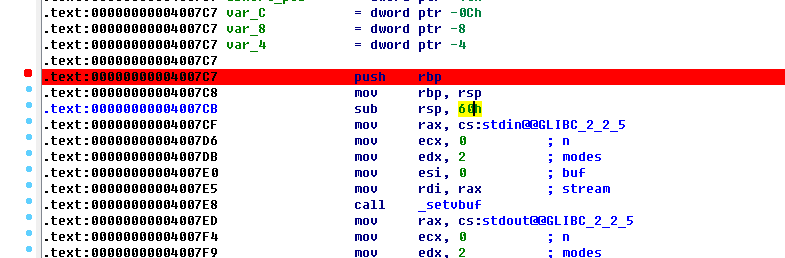 .text:00000000004007C7 var_C = dword ptr -0Ch
.text:00000000004007C7 var_8 = dword ptr -8
.text:00000000004007C7 var_4 = dword ptr -4
.text:00000000004007C7
.text:00000000004007C7 push rbp
.text:00000000004007C8 mov rbp, rsp
.text:00000000004007CB sub rsp, 60h
.text:00000000004007CF mov rax, cs:stdin@@GLIBC_2_2_5
.text:00000000004007D6 mov ecx, 0 ; n
.text:00000000004007DB mov edx, 2 ; modes
.text:00000000004007E0 mov esi, 0 ; buf
.text:00000000004007E5 mov rdi, rax ; stream
.text:00000000004007E8 call _setvbuf
.text:00000000004007ED mov rax, cs:stdout@@GLIBC_2_2_5
.text:00000000004007F4 mov ecx, 0 ; n
.text:00000000004007F9 mov edx, 2 ; modes